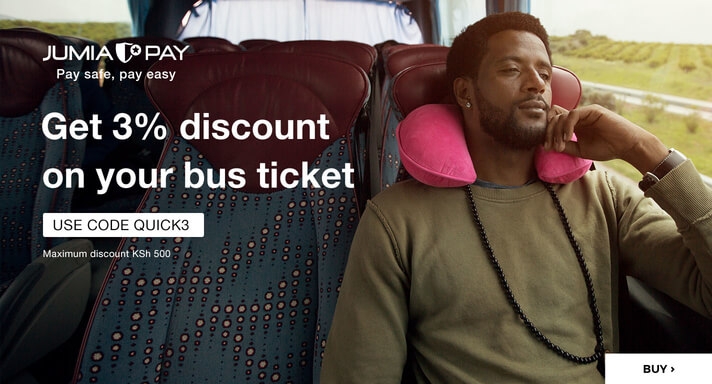 JUMIA PAY
Pay safe, pay easy
Get 3% discount
on your bus ticket
USE CODE QUICK3
Maximum discount KSh 500
BUY ›